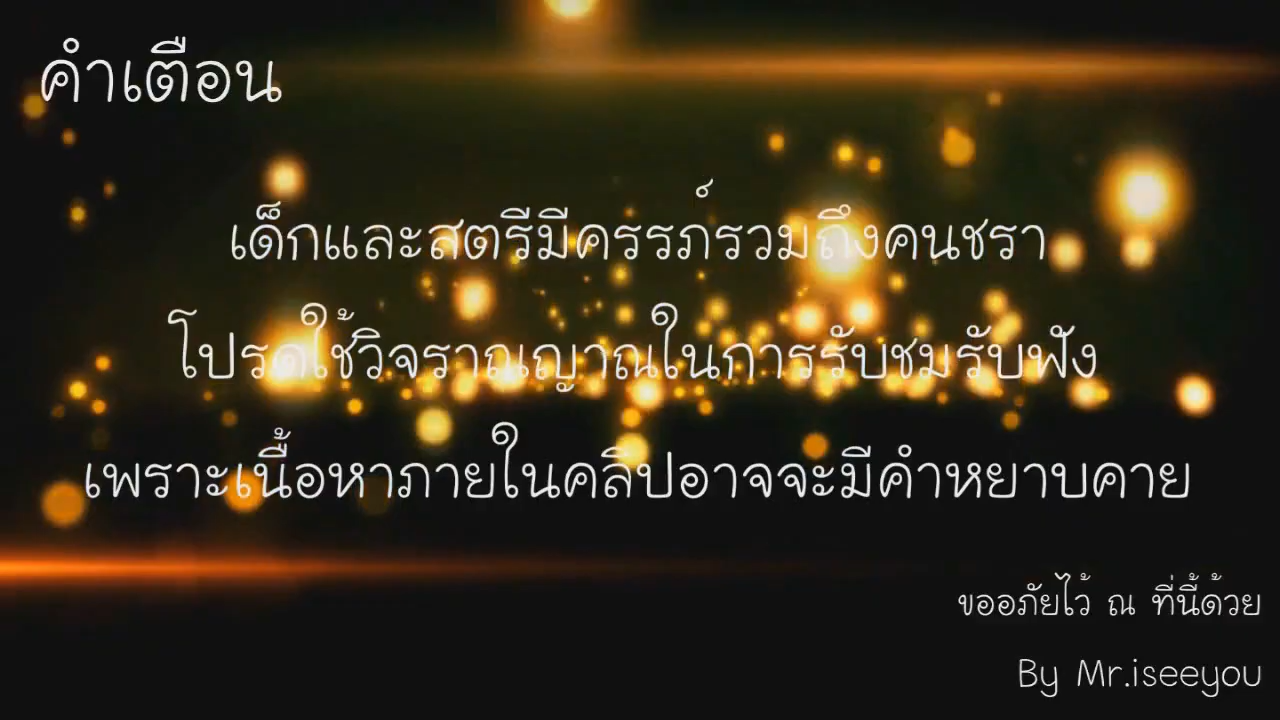 คำเตือน
เด็กและสตรีมีครรภ์รวมถึงคนชรา
โปรดใช้วิจราณญาณในการรับชมรับฟัง
เพราะเนื้อหาภายในคลิปอาจจะมีคำหยาบคาย
ขออภัยไว้ ณ ที่นี้ด้วย
By Mr.iseeyou